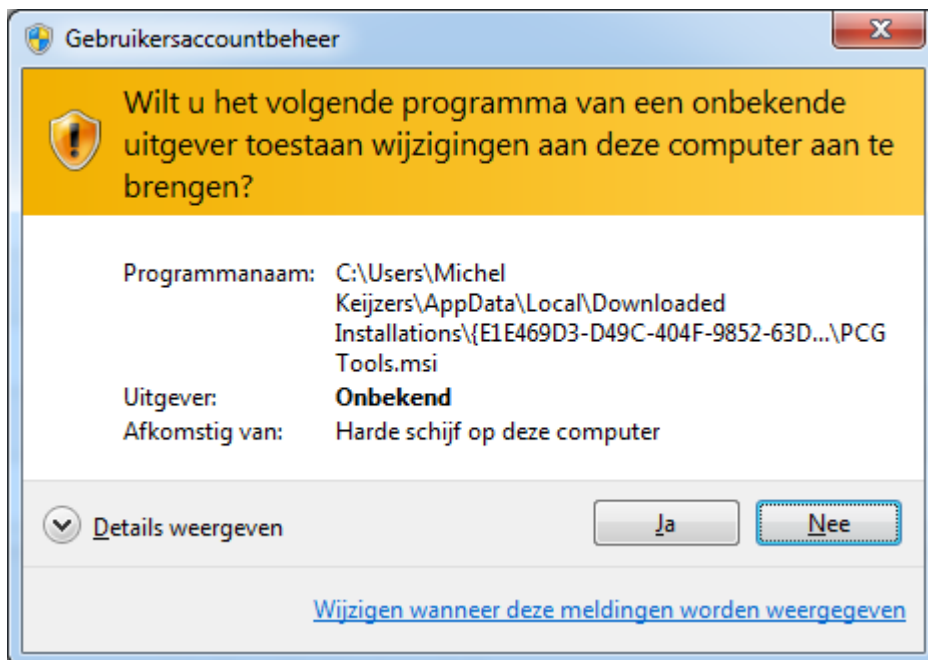 Gebruikersaccountbeheer
Wilt u het volgende programma van een onbekende
uitgever toestaan wijzigingen aan deze computer aan te
brengen?
Programmanaam: C:\Users\Michel
Keijzers\AppData\Local\Downloaded
Installations\{E1E469D3-D49C-404F-9852-63D...\PCG
Tools.msi
Uitgever: Onbekend
Afkomstig van: Harde schijf op deze computer
Details weergeven
Ja Nee
Wijzigen wanneer deze meldingen worden weergegeven